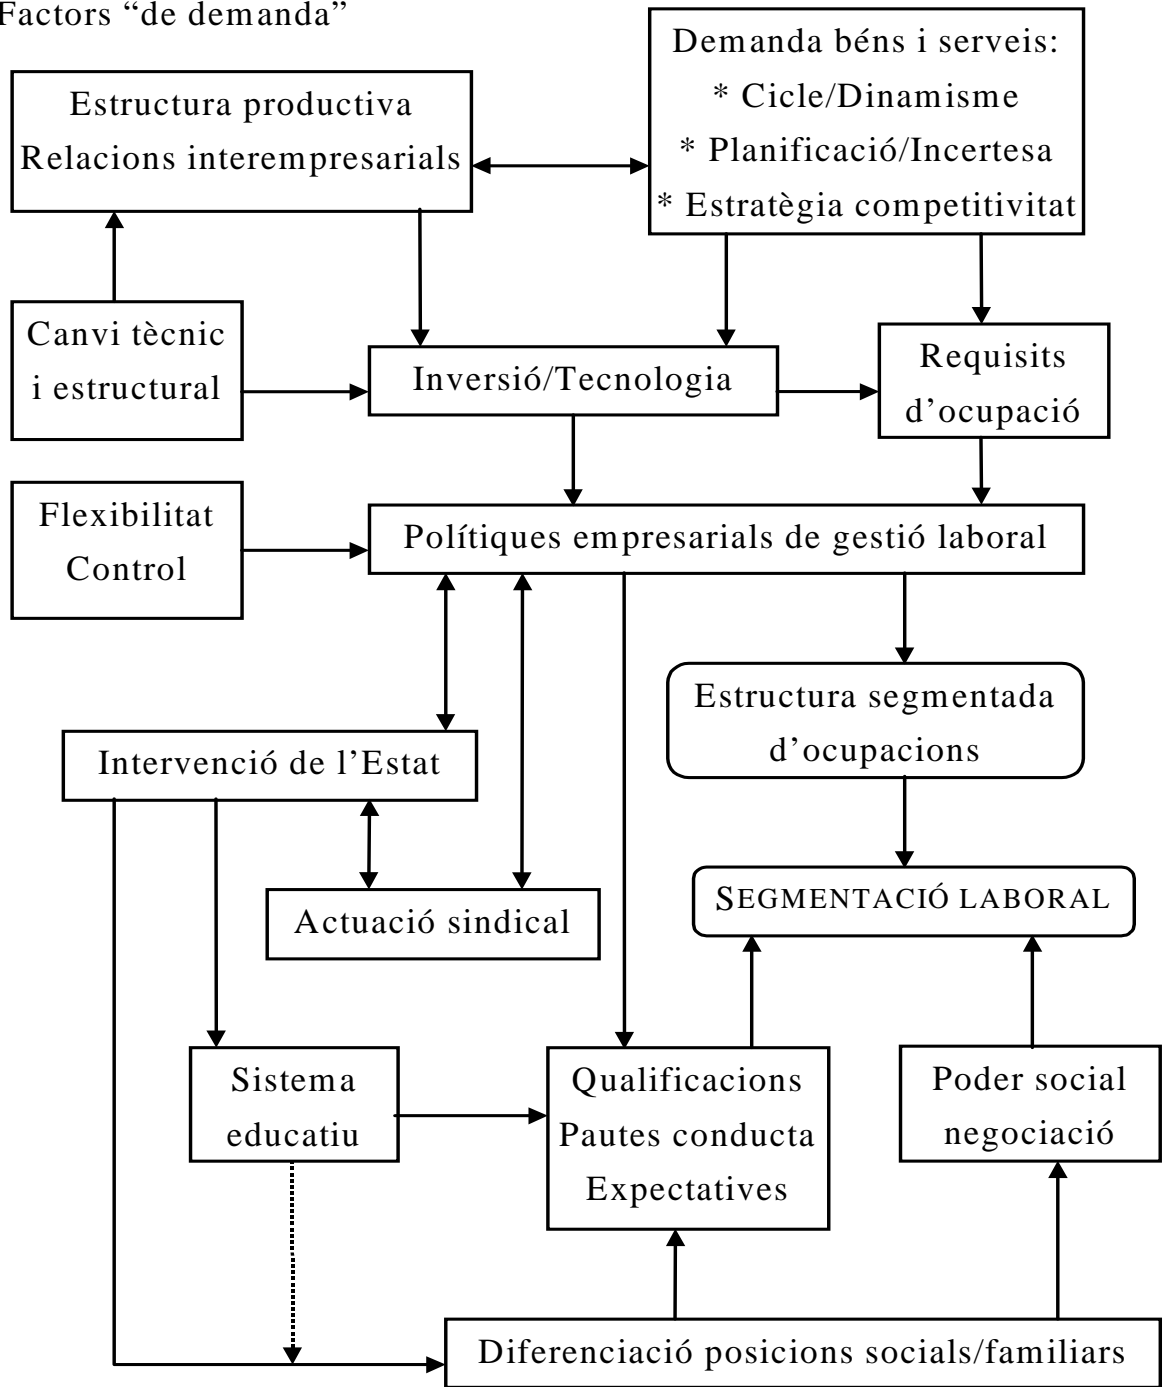 Factors “de demanda”
Demanda béns i serveis:
* Cicle/Dinamisme
* Planificació/Incertesa
* Estratègia competitivitat
Estructura productiva
Relacions interempresarials
Canvi tècnic
i estructural
Inversió/Tecnologia
Requisits
d’ocupació
Flexibilitat
Control
Polítiques empresarials de gestió laboral
Estructura segmentada
d’ocupacions
Intervenció de l’Estat
Actuació sindical
SEGMENTACIÓ LABORAL
Sistema
educatiu
Qualificacions
Pautes conducta
Expectatives
Poder social
negociació
Diferenciació posicions socials/familiars